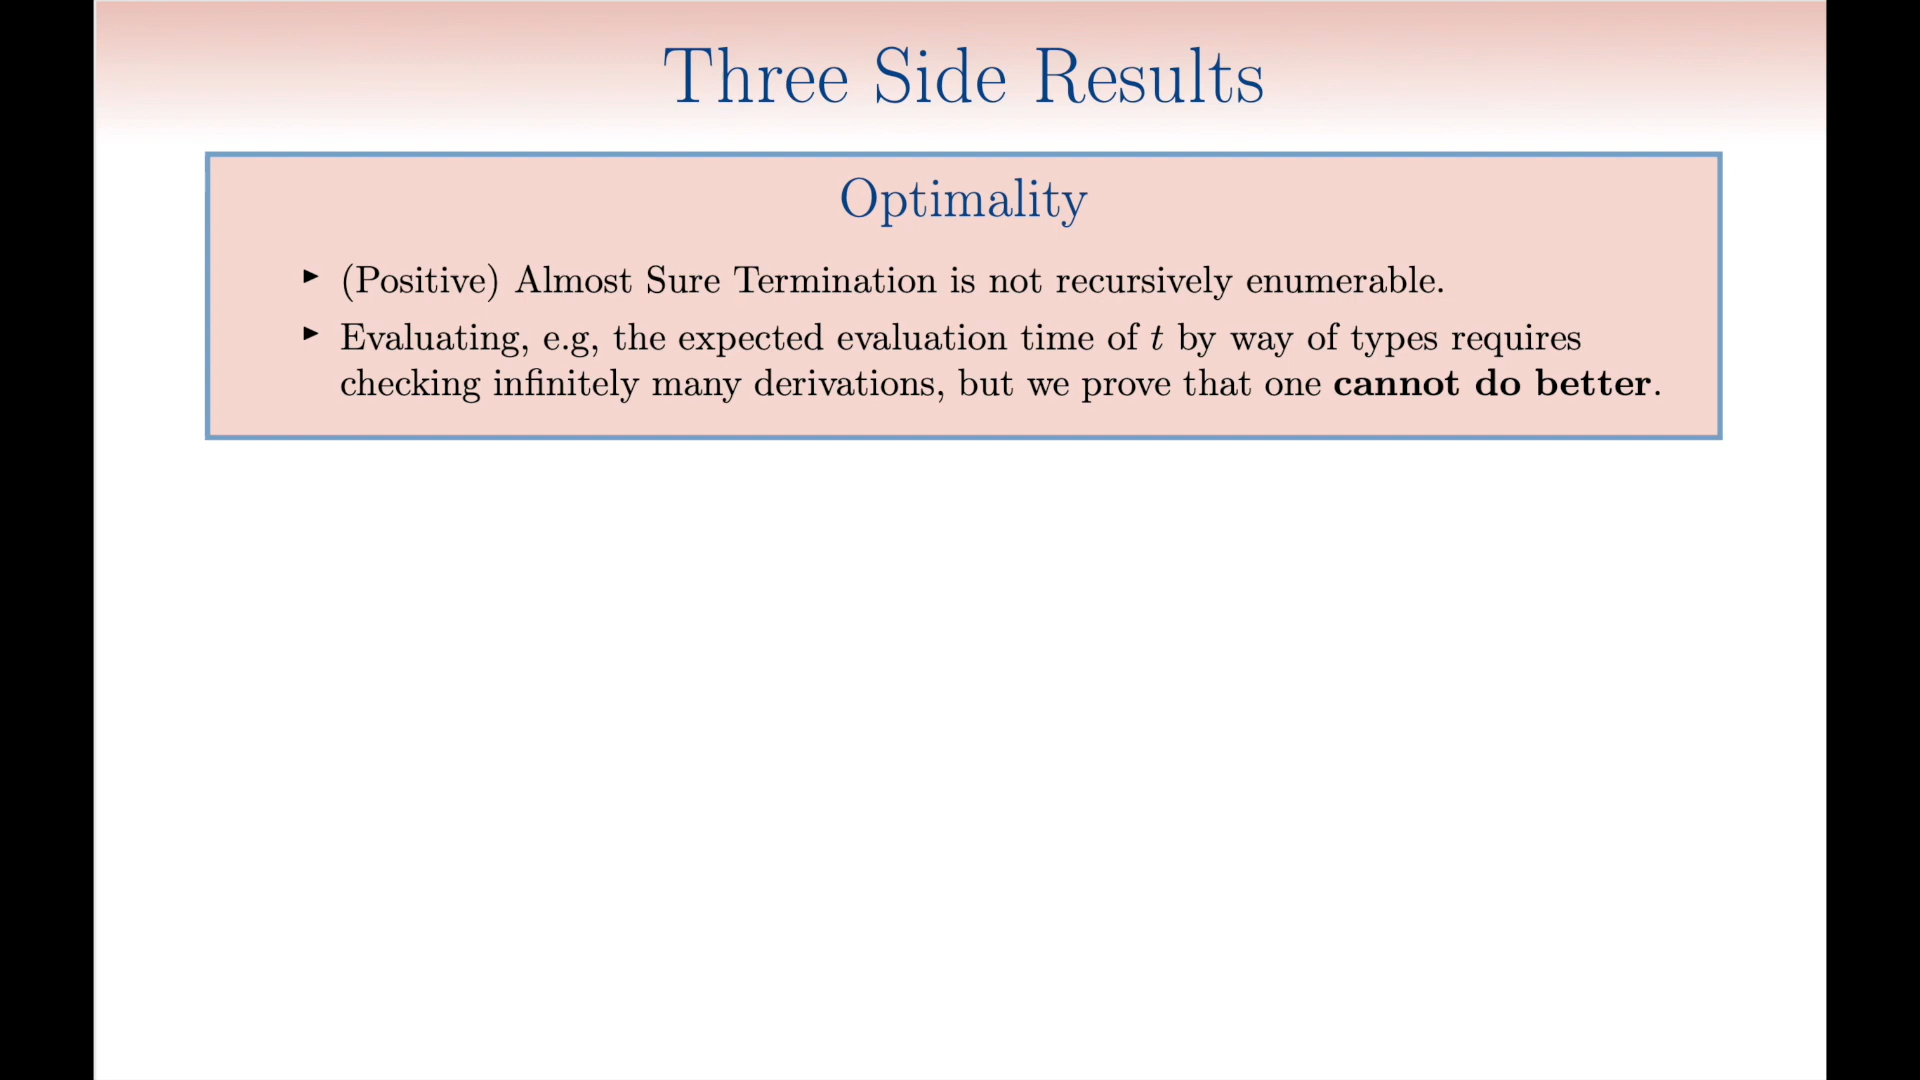 Three Side Results
Optimality
▶ (Positive) Almost Sure Termination is not recursively enumerable.
▶ Evaluating, e.g, the expected evaluation time of t by way of types requires
checking infinitely many derivations, but we prove that one cannot do better.